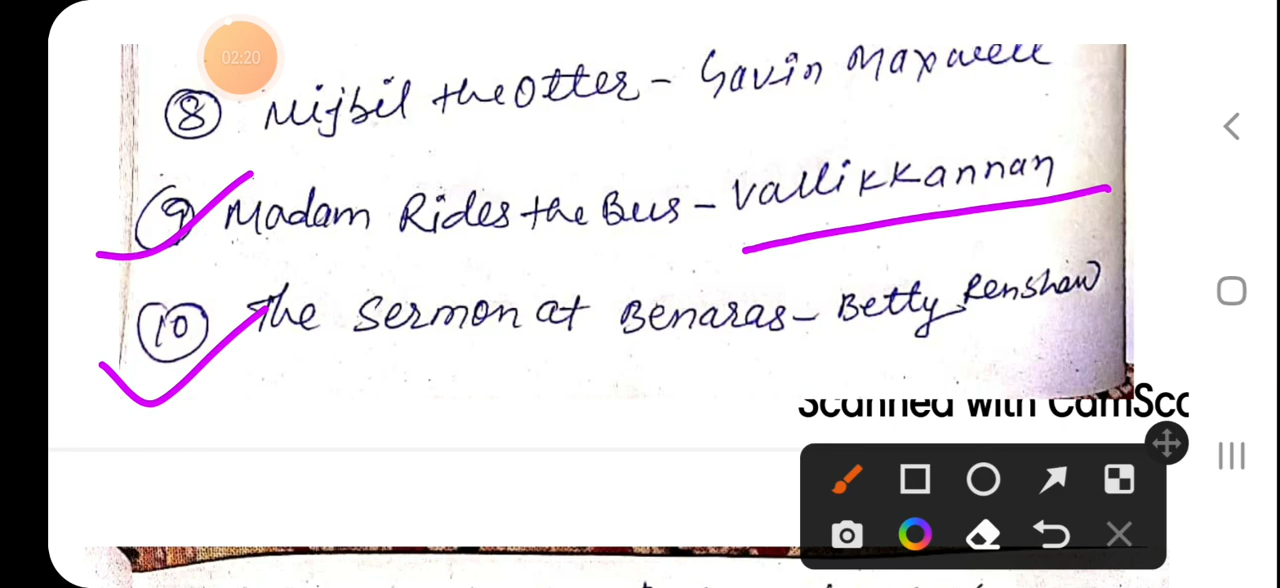 02:20
8 Mijbil the Otter - Gavin Maxwell
9 Madam Rides the Bus - Vallikkannan
10 The Sermon at Benaras - Betty Renshaw
Scanned with CamSc